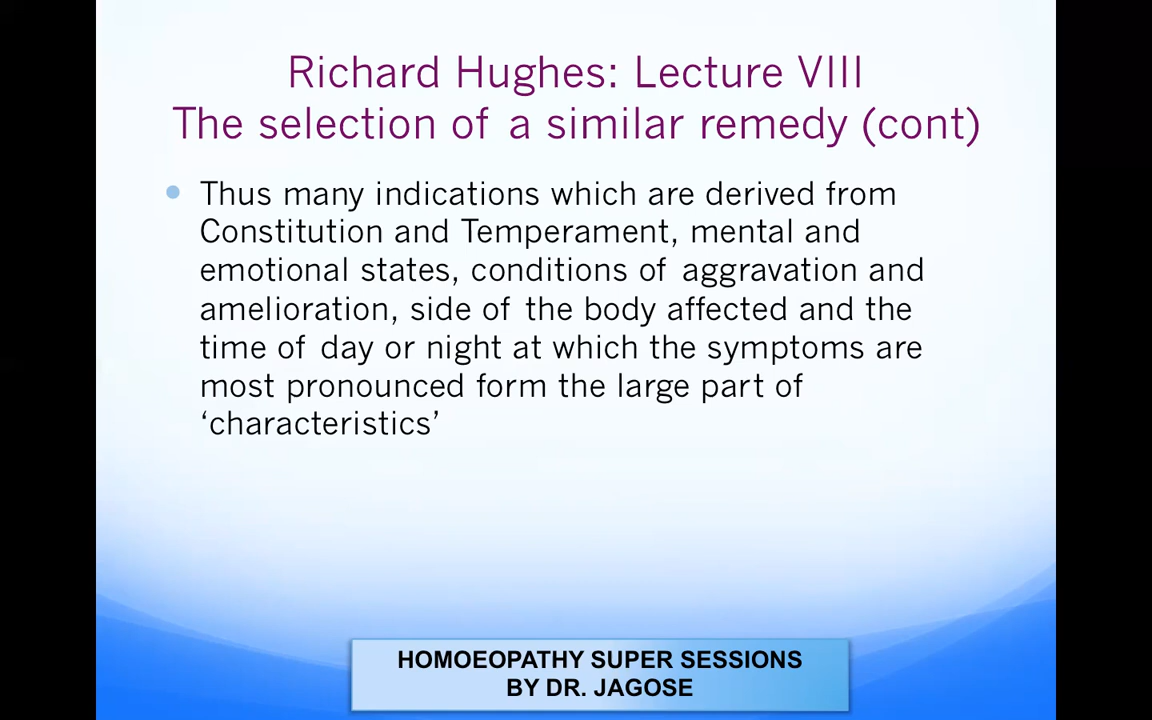 Richard Hughes: Lecture VIII
The selection of a similar remedy (cont)
Thus many indications which are derived from
Constitution and Temperament, mental and
emotional states, conditions of aggravation and
amelioration, side of the body affected and the
time of day or night at which the symptoms are
most pronounced form the large part of
‘characteristics’
HOMOEOPATHY SUPER SESSIONS
BY DR. JAGOSE